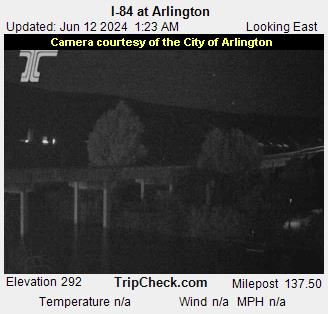 I-84 at Arlington
Updated: Jun 12 2024 1:23 AM Looking East
Camera courtesy of the City of Arlington
Elevation 292 TripCheck.com Milepost 137.50
Temperature n/a Wind n/a MPH n/a